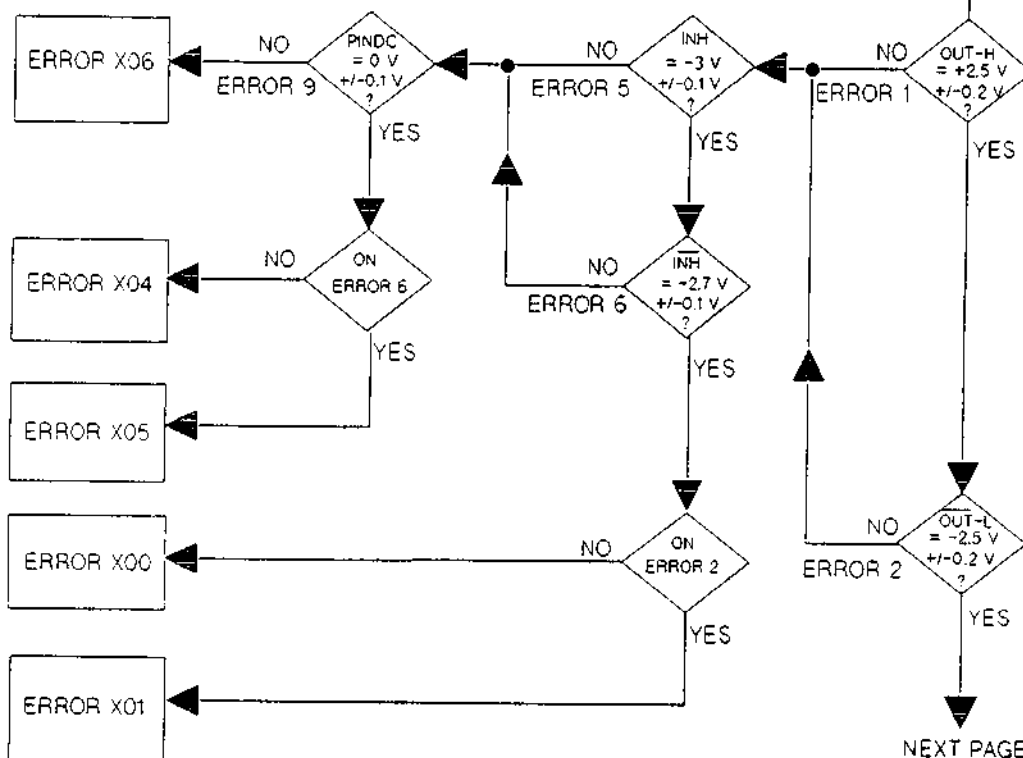 ERROR X06
NO
ERROR 9
PINDC
= 0 V
+/-0.1 V
?
YES
NO
ERROR 5
INH
= -3 V
+/-0.1 V
?
YES
NO
ERROR 1
OUT-H
= +2.5 V
+/-0.2 V
?
YES
ERROR X04
NO
ON
ERROR 6
YES
NO
ERROR 6
I̅N̅H̅
= -2.7 V
+/-0.1 V
?
YES
ERROR X05
ERROR X00
NO
ON
ERROR 2
YES
NO
ERROR 2
O̅U̅T̅-L
= -2.5 V
+/-0.2 V
?
YES
ERROR X01
NEXT PAGE